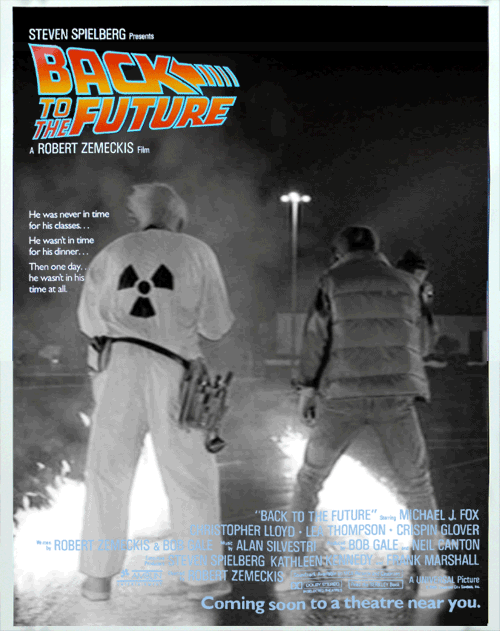 STEVEN SPIELBERG Presents
BACK
TO
THE FUTURE
A ROBERT ZEMECKIS Film
He was never in time
for his classes...
He wasn't in time
for his dinner...
Then one day..
he wasn't in his
time at all.
"BACK TO THE FUTURE" Starring MICHAEL J. FOX
CHRISTOPHER LLOYD · LEA THOMPSON · CRISPIN GLOVER
ROBERT ZEMECKIS & BOB GALE ALAN SILVESTRI BOB GALE NEIL CANTON
STEVEN SPIELBERG KATHLEEN KENNEDY FRANK MARSHALL
ROBERT ZEMECKIS A UNIVERSAL Picture
Coming soon to a theatre near you.